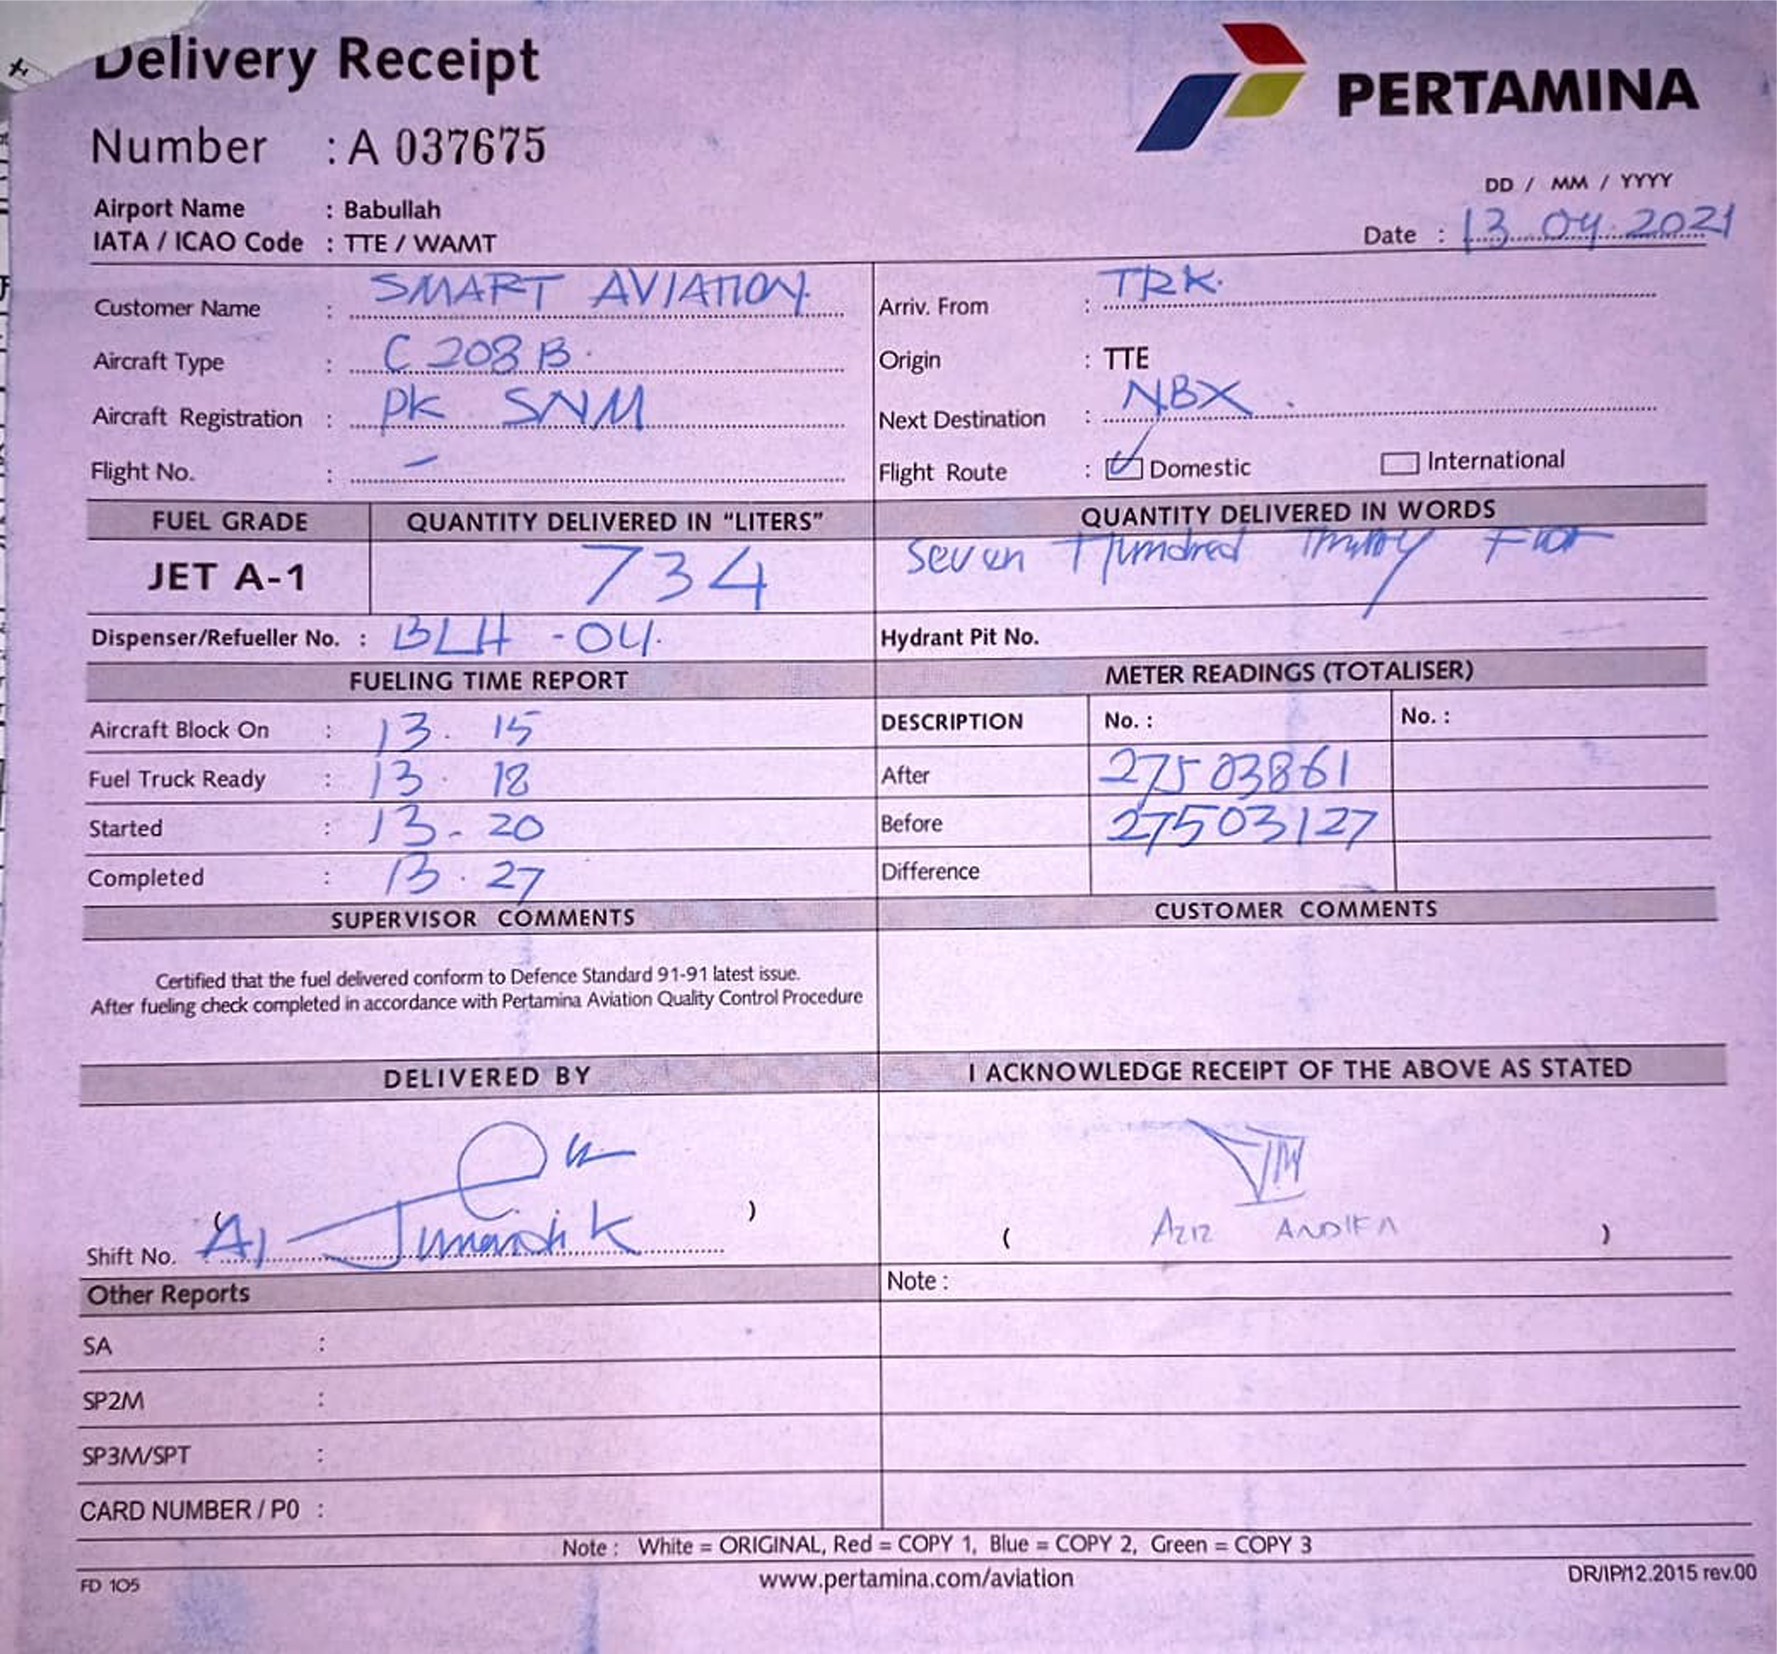 Delivery Receipt
PERTAMINA
Number : A 037675
DD / MM / YYYY
Airport Name : Babullah
IATA / ICAO Code : TTE / WAMT
Date : 13.04.2021
Customer Name : SMART AVIATION
Arriv. From : TRK.
Aircraft Type : C 208 B.
Origin : TTE
Aircraft Registration : PK SNM
Next Destination : NBX
Flight No. : -
Flight Route : Domestic International
FUEL GRADE QUANTITY DELIVERED IN "LITERS" QUANTITY DELIVERED IN WORDS
JET A-1 734 Seven Hundred Thirty
Dispenser/Refueller No. : BLH -04.
Hydrant Pit No.
FUELING TIME REPORT METER READINGS (TOTALISER)
Aircraft Block On : 13. 15 DESCRIPTION No. : No. :
Fuel Truck Ready : 13. 18 After 27503861
Started : 13-20 Before 27503127
Completed : 13.27 Difference
SUPERVISOR COMMENTS CUSTOMER COMMENTS
Certified that the fuel delivered conform to Defence Standard 91-91 latest issue.
After fueling check completed in accordance with Pertamina Aviation Quality Control Procedure
DELIVERED BY I ACKNOWLEDGE RECEIPT OF THE ABOVE AS STATED
( )
Shift No.
( AZIZ ANDIKA )
Other Reports Note :
SA :
SP2M :
SP3M/SPT :
CARD NUMBER / PO :
Note : White = ORIGINAL, Red = COPY 1, Blue = COPY 2, Green = COPY 3
FD 105 www.pertamina.com/aviation DR/IP/12.2015 rev.00